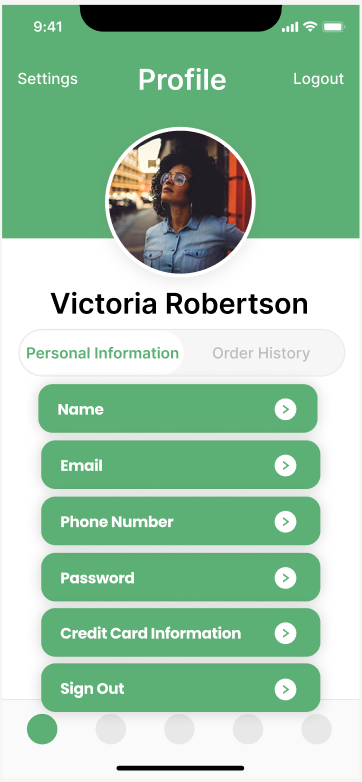 9:41
Settings Profile Logout
Victoria Robertson
Personal Information Order History
Name
Email
Phone Number
Password
Credit Card Information
Sign Out